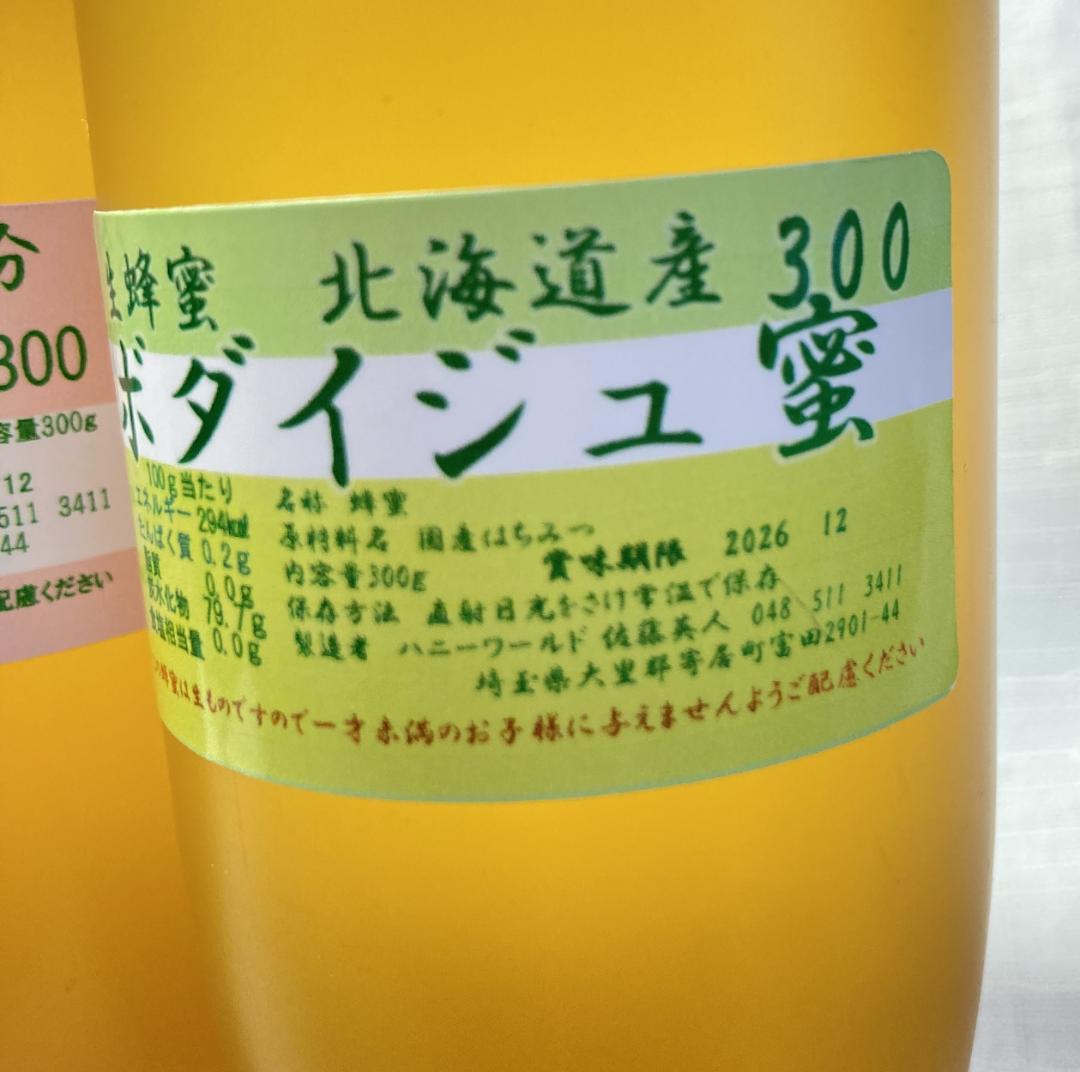 分
300
容量300g
12
511 3411
44
配慮ください
生蜂蜜 北海道産 300
ボダイジュ蜜
100g当たり
エネルギー 294kcal
たんぱく質 0.2g
脂質 0.0g
炭水化物 79.7g
食塩相当量 0.0g
名称 蜂蜜
原材料名 国産はちみつ
賞味期限 2026 12
内容量300g
保存方法 直射日光をさけ常温で保存
製造者 ハニーワールド 佐藤英人 048 511 3411
埼玉県大里郡寄居町富田2901-44
蜂蜜は生ものですので一才未満のお子様に与えませんようご配慮ください